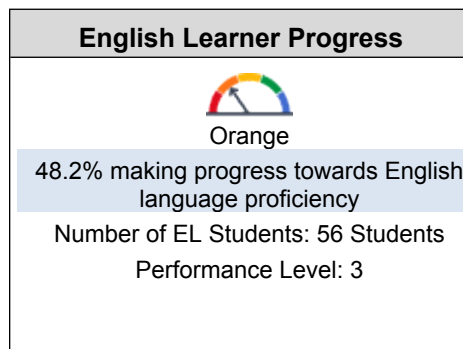 English Learner Progress
Orange
48.2% making progress towards English
language proficiency
Number of EL Students: 56 Students
Performance Level: 3